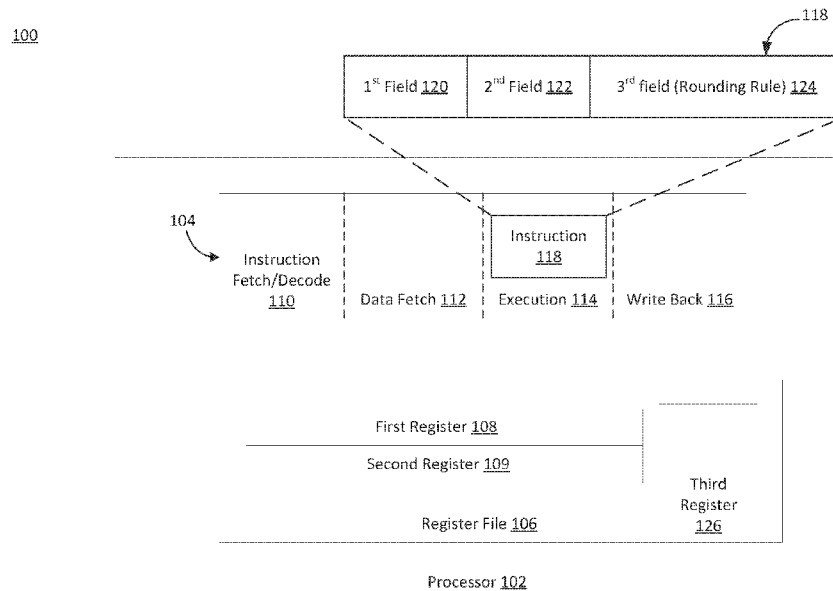 100
118
1st Field 120 2nd Field 122 3rd field (Rounding Rule) 124
104
Instruction
Fetch/Decode
110
Data Fetch 112
Instruction
118
Execution 114
Write Back 116
First Register 108
Second Register 109
Third
Register
126
Register File 106
Processor 102